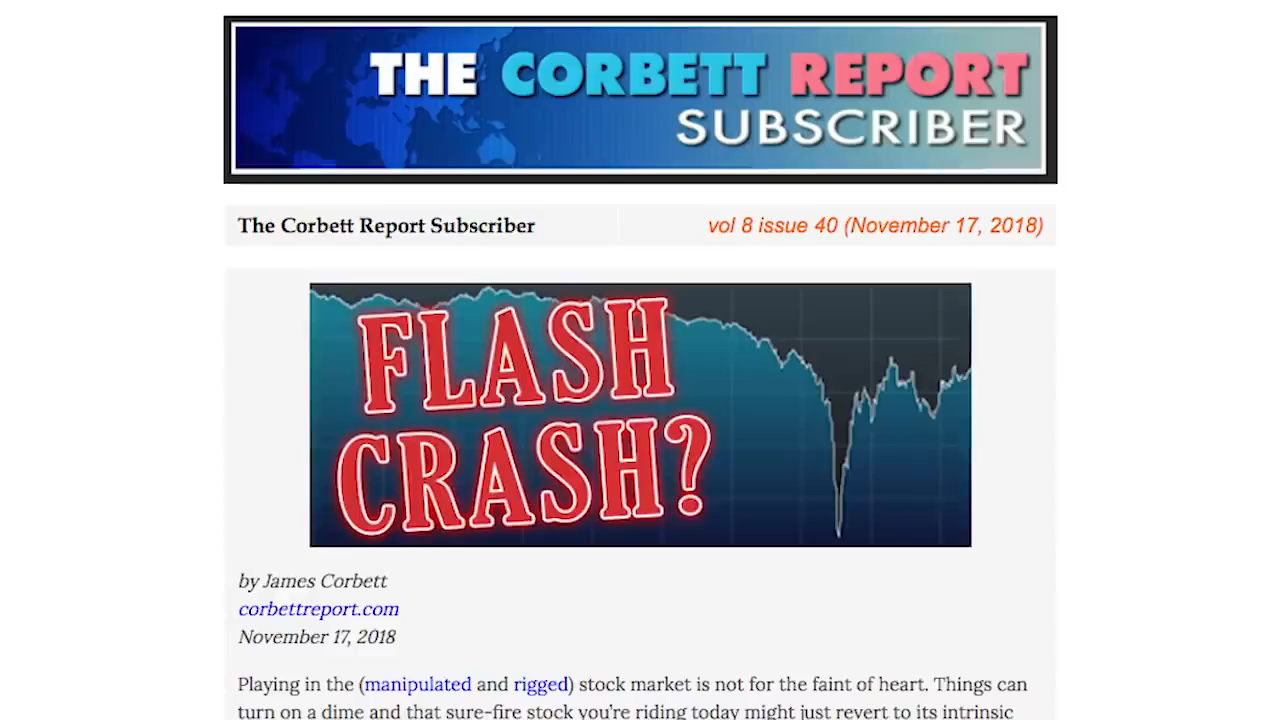 THE CORBETT REPORT
SUBSCRIBER
The Corbett Report Subscriber
vol 8 issue 40 (November 17, 2018)
FLASH
CRASH?
by James Corbett
corbettreport.com
November 17, 2018
Playing in the (manipulated and rigged) stock market is not for the faint of heart. Things can
turn on a dime and that sure-fire stock you're riding today might just revert to its intrinsic